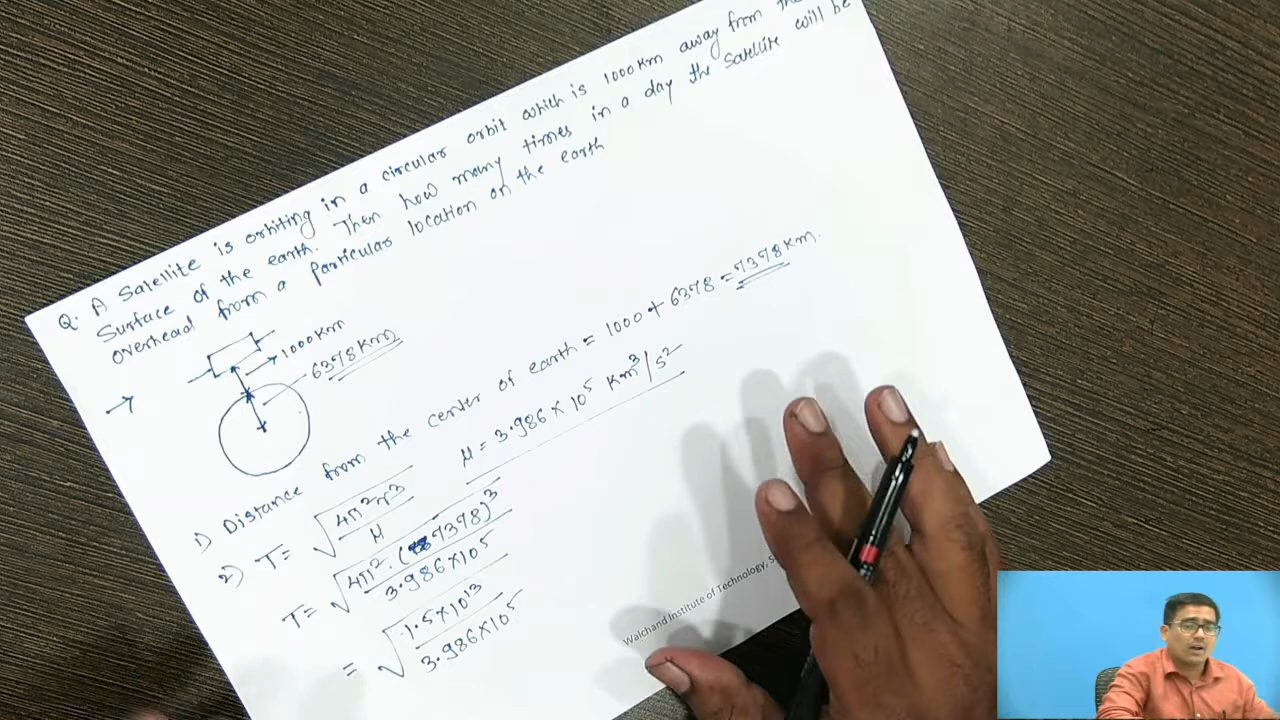 Q. A Satellite is orbiting in a circular orbit which is 1000 Km away from the
Surface of the earth. Then how many times in a day the satellite will be
overhead from a Particular location on the earth
1000 Km
6378 Km
1) Distance from the center of earth = 1000 + 6378 = 7378 Km.
2) T = √4π²r³/μ μ = 3.986 × 10⁵ Km³/s²
T = √4π².(7378)³/3.986×10⁵
= √1.5×10¹³/3.986×10⁵
Walchand Institute of Technology,